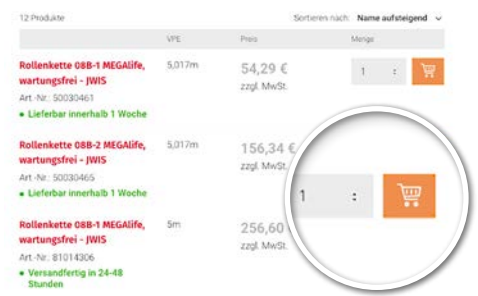 12 Produkte
Sortieren nach: Name aufsteigend
VPE Preis Menge
Rollenkette 08B-1 MEGAlife,
wartungsfrei - JWIS
5,017m
54,29 €
zzgl. MwSt.
1
Art.-Nr.: 50030461
• Lieferbar innerhalb 1 Woche
Rollenkette 08B-2 MEGAlife,
wartungsfrei - JWIS
5,017m
156,34 €
zzgl. MwSt.
1
Art.-Nr.: 50030465
• Lieferbar innerhalb 1 Woche
Rollenkette 08B-1 MEGAlife,
wartungsfrei - JWIS
5m
256,60
zzgl. MwSt.
Art.-Nr.: 81014306
• Versandfertig in 24-48
Stunden